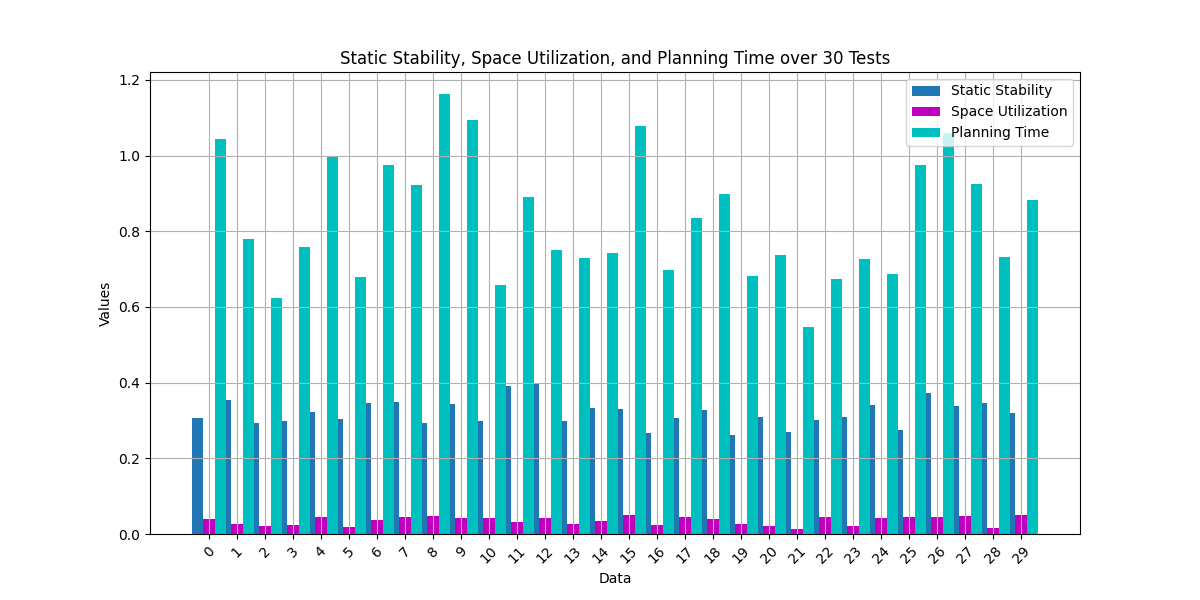 Static Stability, Space Utilization, and Planning Time over 30 Tests
Static Stability
Space Utilization
Planning Time
Values
1.2
1.0
0.8
0.6
0.4
0.2
0.0
0 1 2 3 4 5 6 7 8 9 10 11 12 13 14 15 16 17 18 19 20 21 22 23 24 25 26 27 28 29
Data